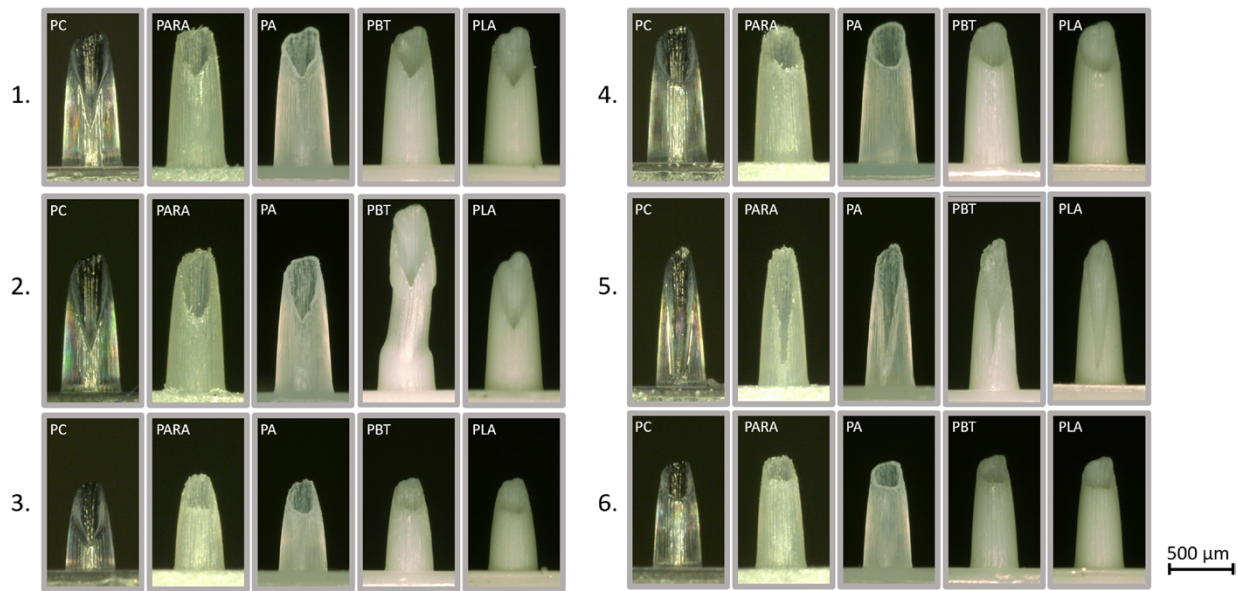 1. PC PARA PA PBT PLA
4. PC PARA PA PBT PLA
2. PC PARA PA PBT PLA
5. PC PARA PA PBT PLA
3. PC PARA PA PBT PLA
6. PC PARA PA PBT PLA
500 µm